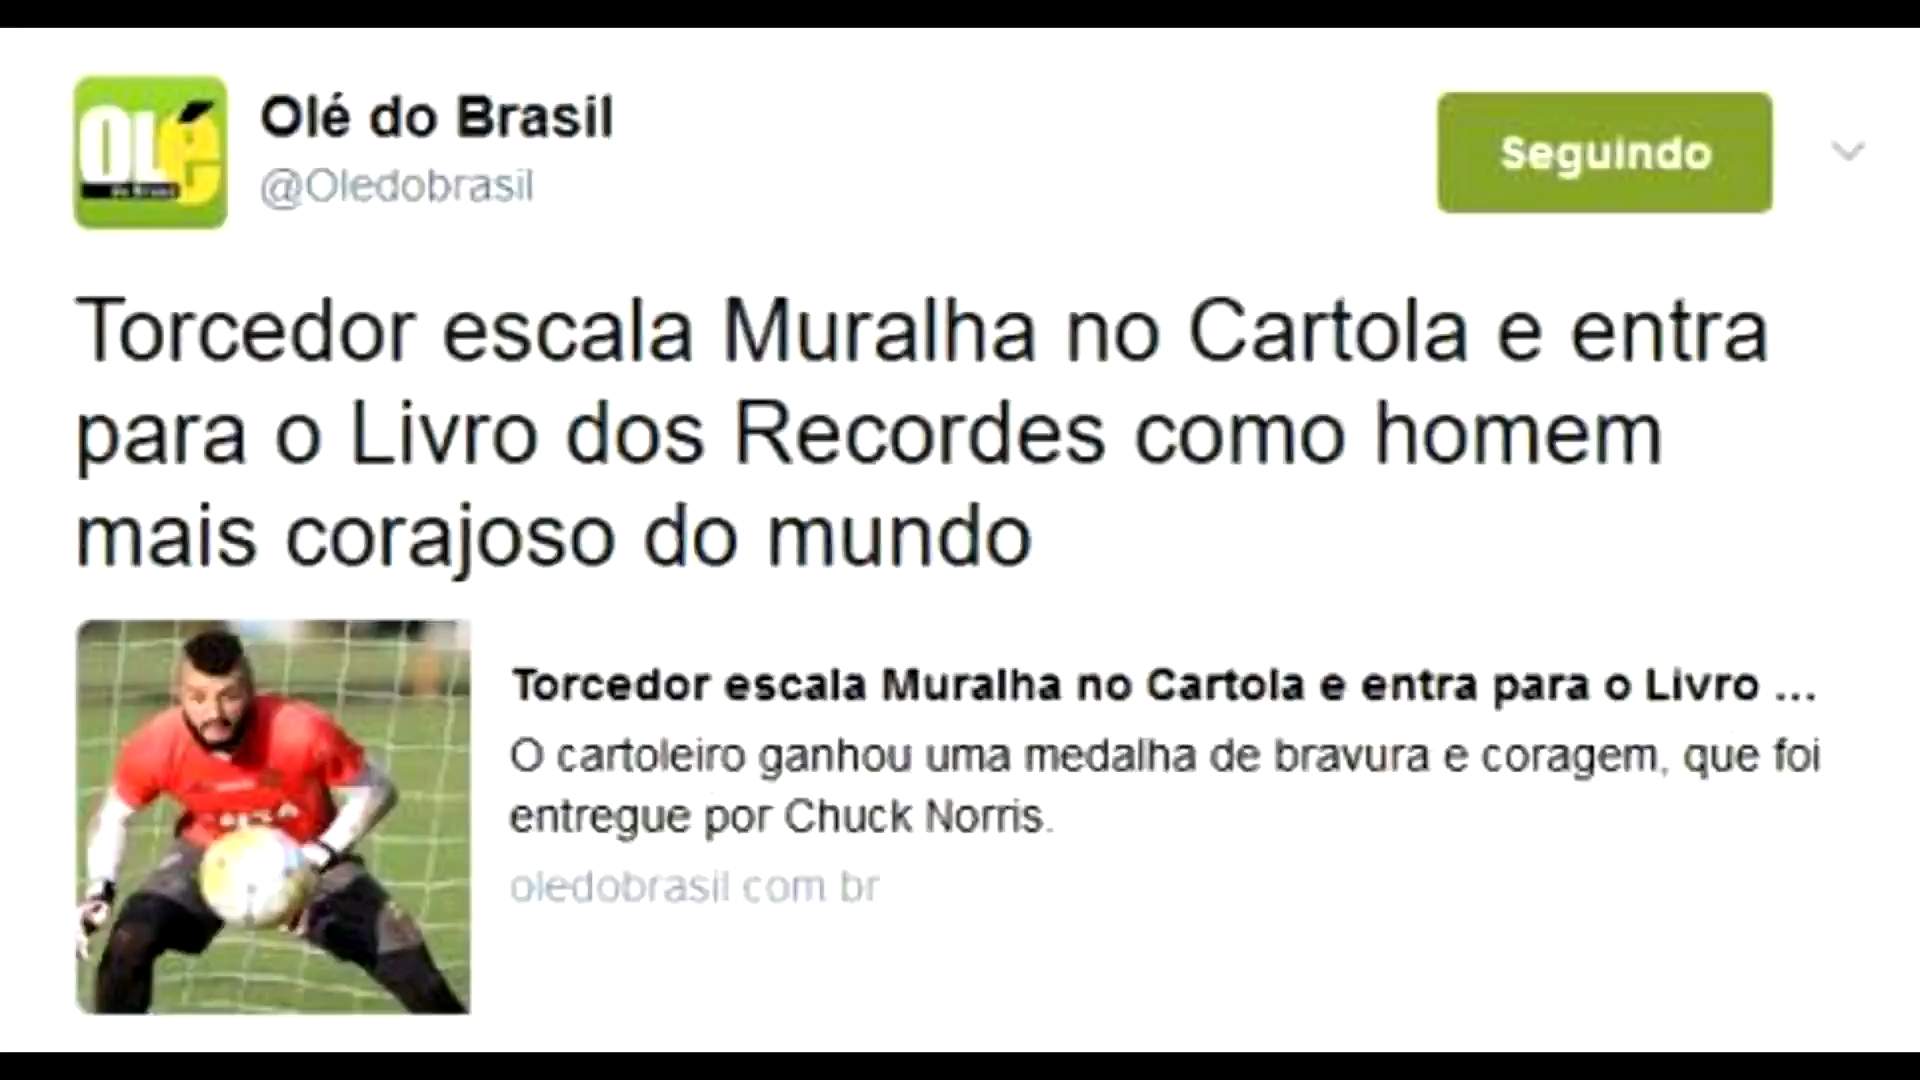 OLé
Olé do Brasil
@Oledobrasil
Seguindo
Torcedor escala Muralha no Cartola e entra
para o Livro dos Recordes como homem
mais corajoso do mundo
Torcedor escala Muralha no Cartola e entra para o Livro ...
O cartoleiro ganhou uma medalha de bravura e coragem, que foi
entregue por Chuck Norris.
oledobrasil com br